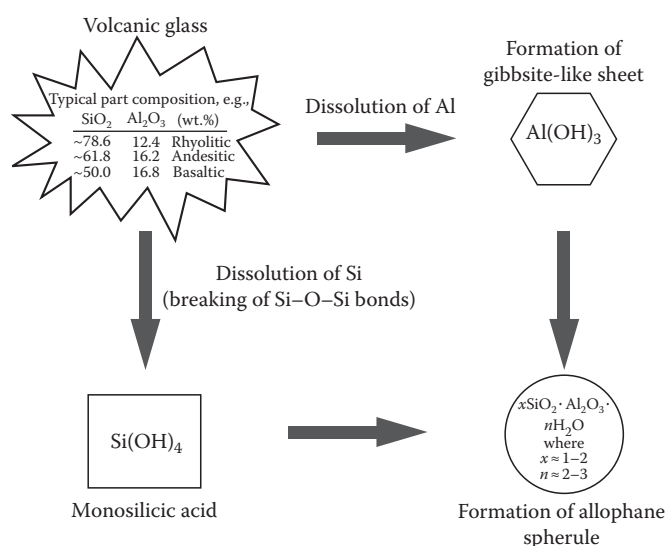 Volcanic glass
Typical part composition, e.g.,
SiO₂ Al₂O₃ (wt.%)
~78.6 12.4 Rhyolitic
~61.8 16.2 Andesitic
~50.0 16.8 Basaltic
Dissolution of Al
Formation of
gibbsite-like sheet
Al(OH)₃
Dissolution of Si
(breaking of Si–O–Si bonds)
Si(OH)₄
Monosilicic acid
xSiO₂· Al₂O₃·
nH₂O
where
x ≈ 1–2
n ≈ 2–3
Formation of allophane
spherule